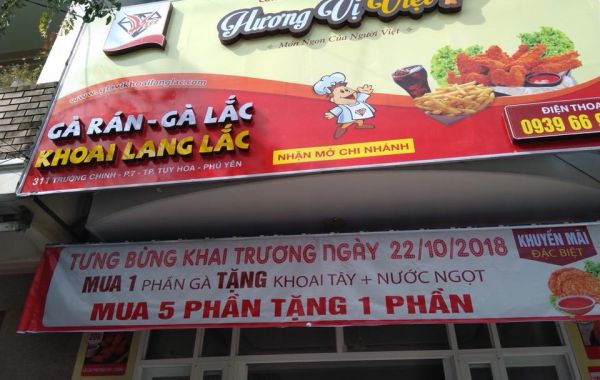 Hương Vị Việt
Món Ngon Của Người Việt
GÀ RÁN - GÀ LẮC
KHOAI LANG LẮC
311 TRƯỜNG CHINH - P.7 - TP. TUY HÒA - PHÚ YÊN
NHẬN MỞ CHI NHÁNH
ĐIỆN THOẠ
0939 66 9
TƯNG BỪNG KHAI TRƯƠNG NGÀY 22/10/2018
KHUYẾN MÃI
ĐẶC BIỆT
MUA 1 PHẦN GÀ TẶNG KHOAI TÂY + NƯỚC NGỌT
MUA 5 PHẦN TẶNG 1 PHẦN